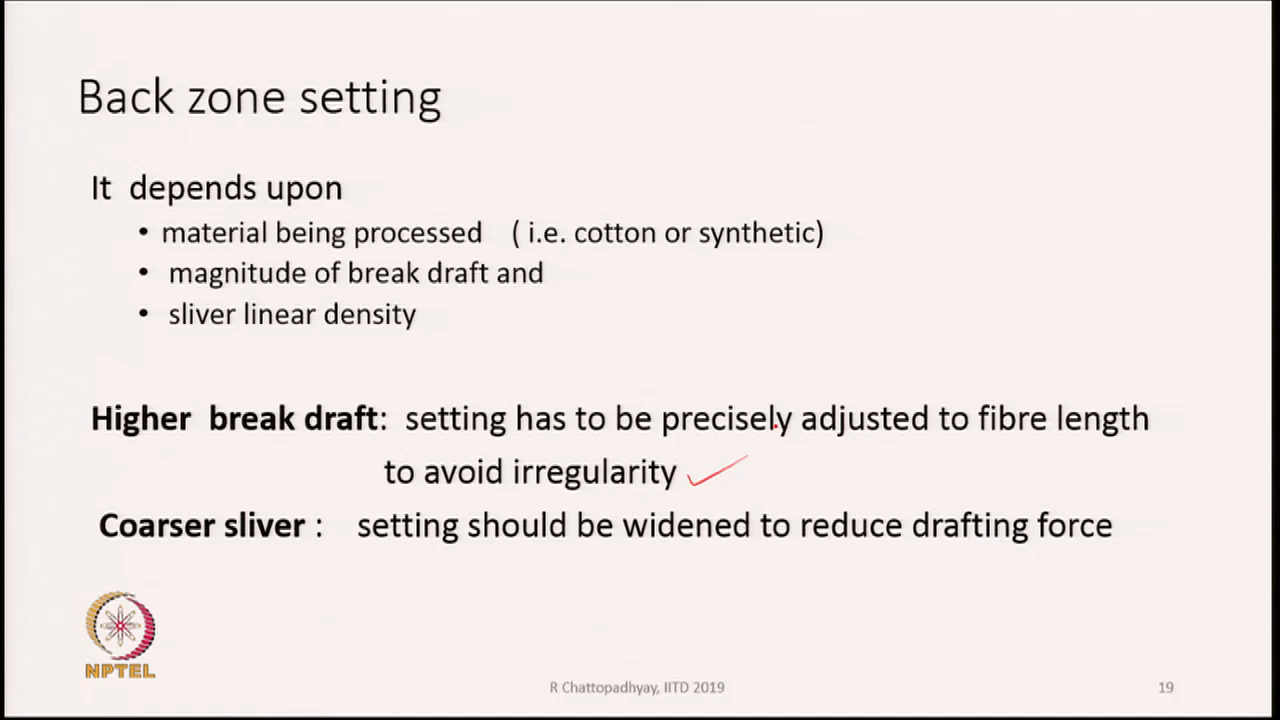 Back zone setting
It depends upon
• material being processed ( i.e. cotton or synthetic)
• magnitude of break draft and
• sliver linear density
Higher break draft: setting has to be precisely adjusted to fibre length
to avoid irregularity
Coarser sliver : setting should be widened to reduce drafting force
NPTEL
R Chattopadhyay, IITD 2019
19